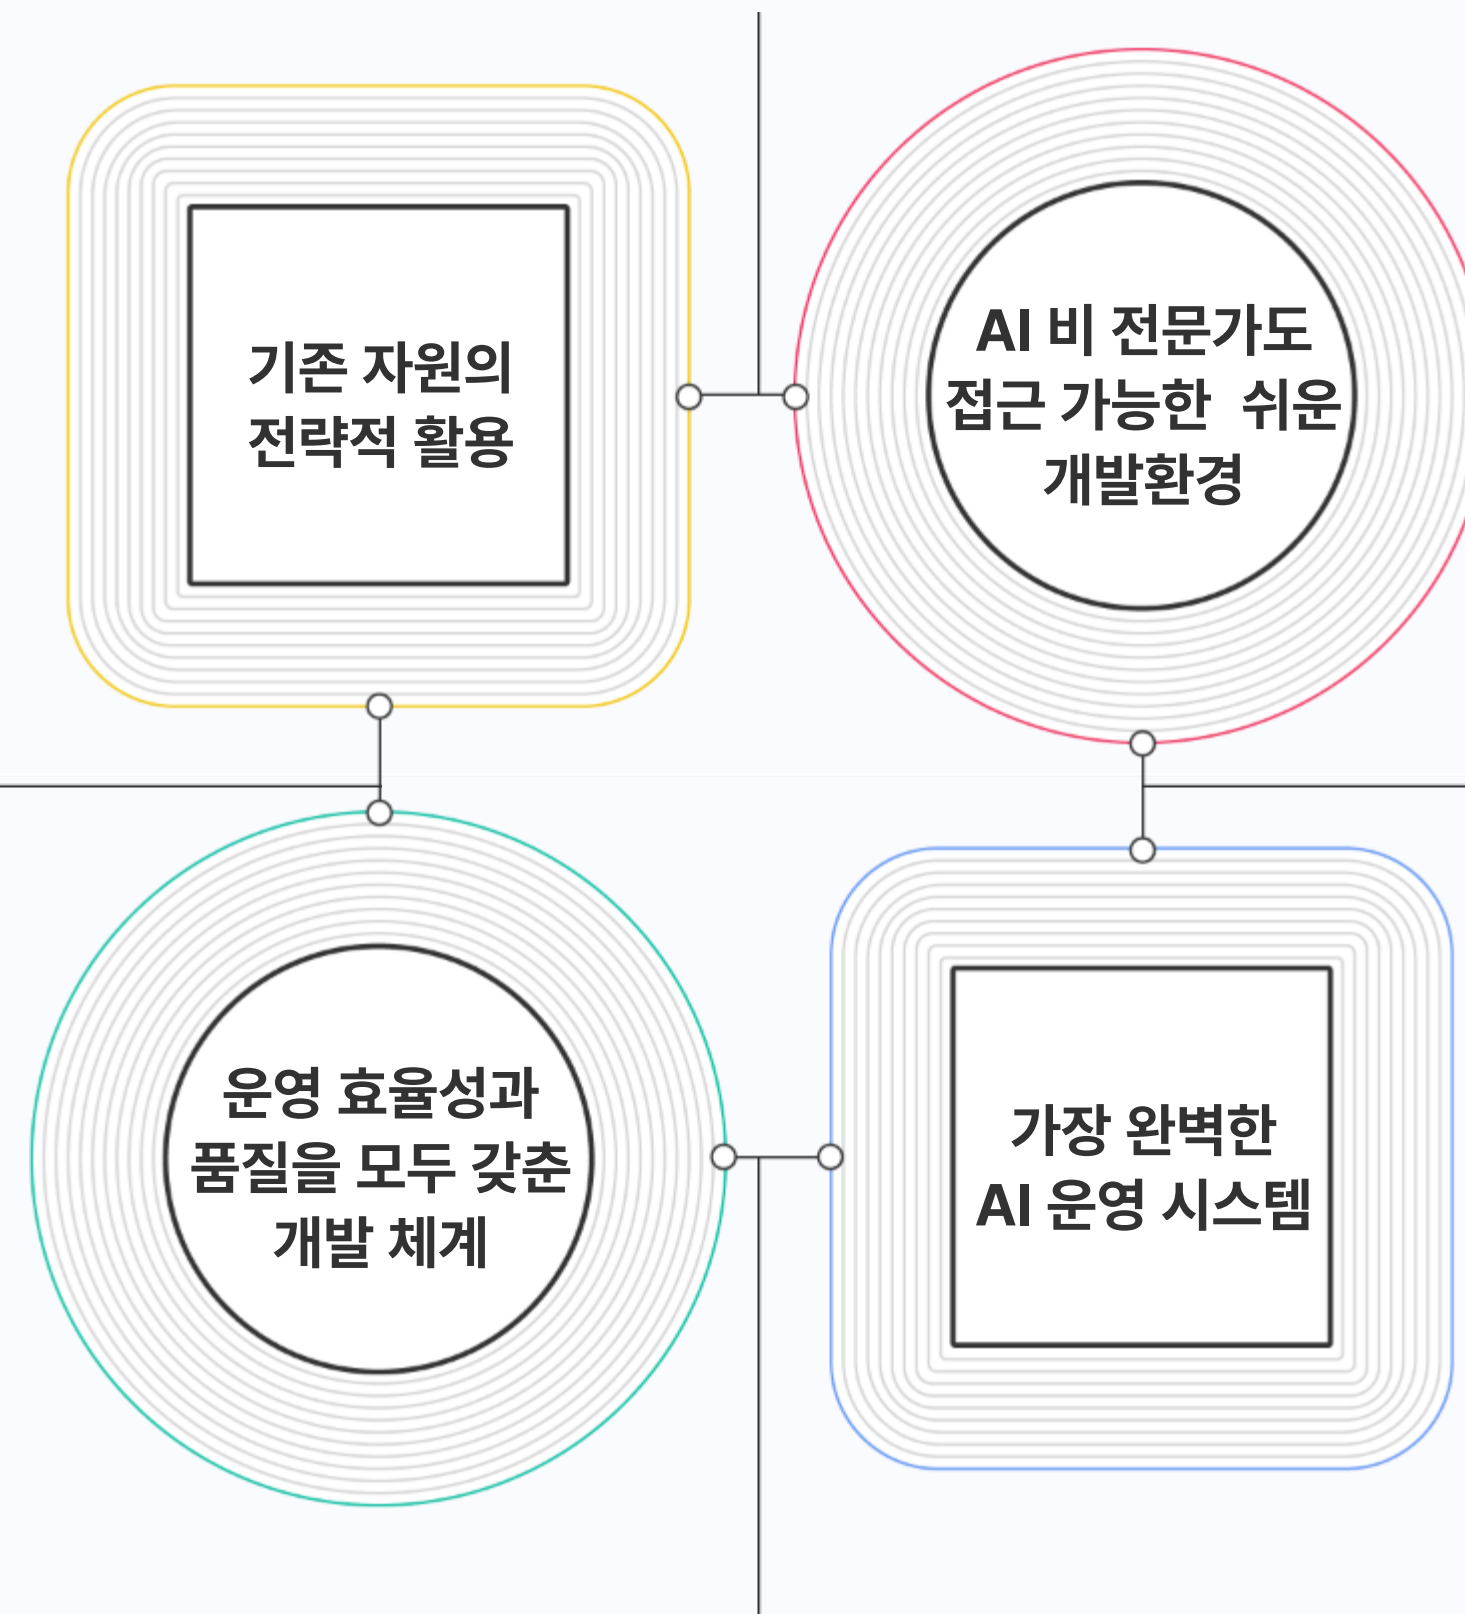 기존 자원의
전략적 활용
AI 비 전문가도
접근 가능한  쉬운
개발환경
운영 효율성과
품질을 모두 갖춘
개발 체계
가장 완벽한
AI 운영 시스템